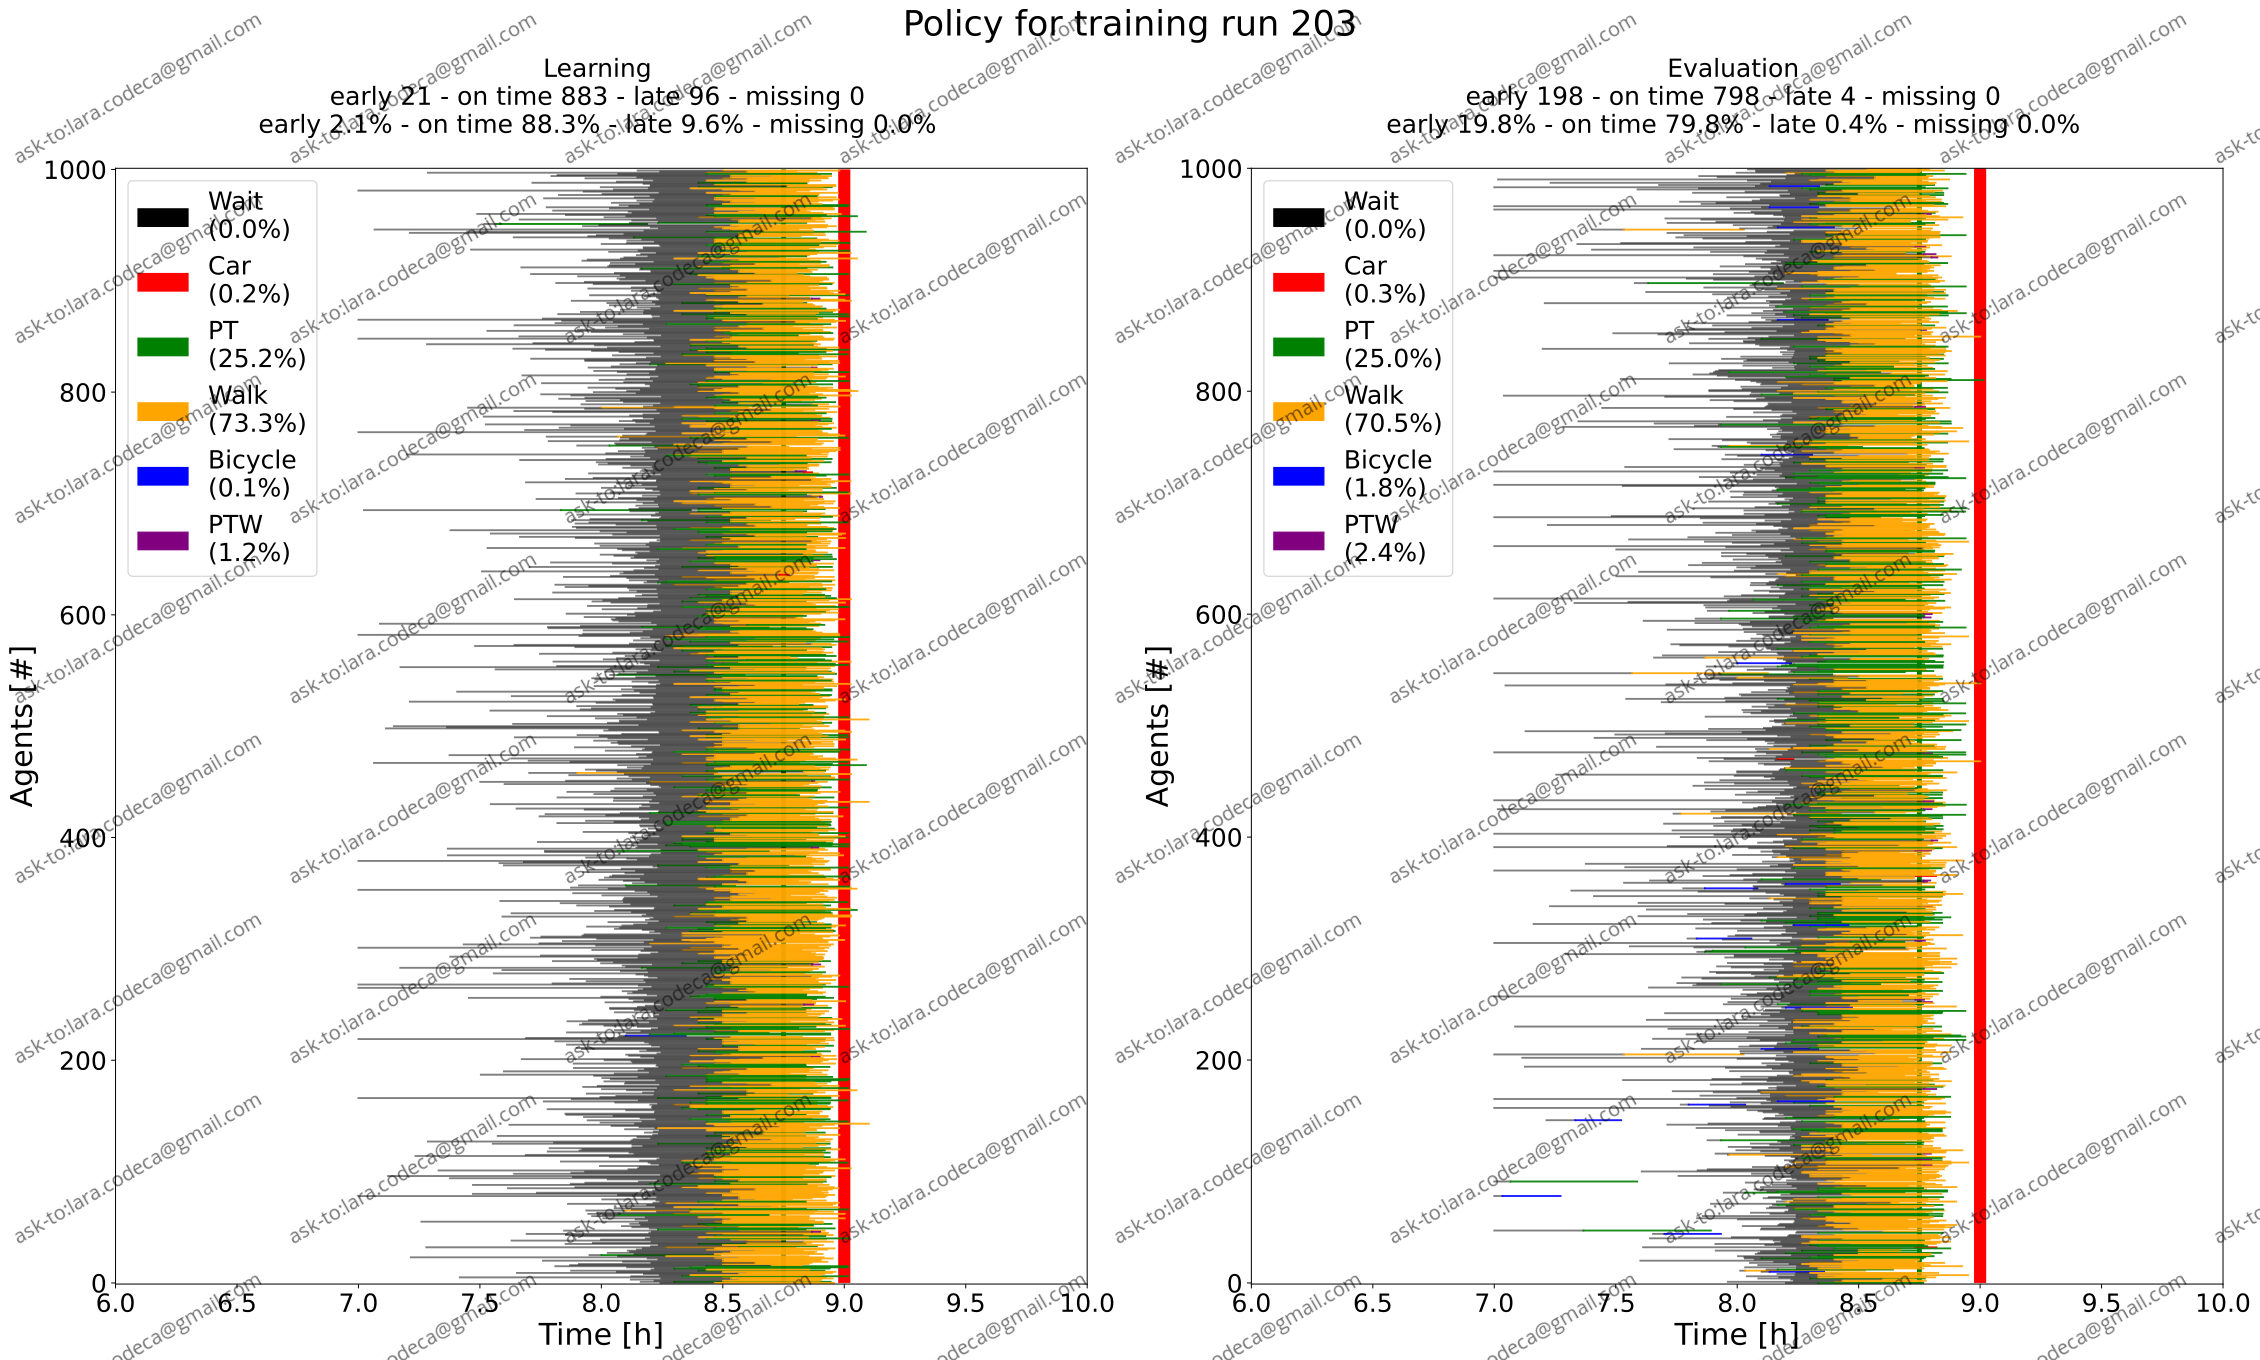 Policy for training run 203
Learning
early 21 - on time 883 - late 96 - missing 0
early 2.1% - on time 88.3% - late 9.6% - missing 0.0%
Wait
(0.0%)
Car
(0.2%)
PT
(25.2%)
Walk
(73.3%)
Bicycle
(0.1%)
PTW
(1.2%)
1000
800
600
400
200
0
Agents [#]
6.0 6.5 7.0 7.5 8.0 8.5 9.0 9.5 10.0
Time [h]
Evaluation
early 198 - on time 798 - late 4 - missing 0
early 19.8% - on time 79.8% - late 0.4% - missing 0.0%
Wait
(0.0%)
Car
(0.3%)
PT
(25.0%)
Walk
(70.5%)
Bicycle
(1.8%)
PTW
(2.4%)
1000
800
600
400
200
0
Agents [#]
6.0 6.5 7.0 7.5 8.0 8.5 9.0 9.5 10.0
Time [h]
ask-to:lara.codeca@gmail.com